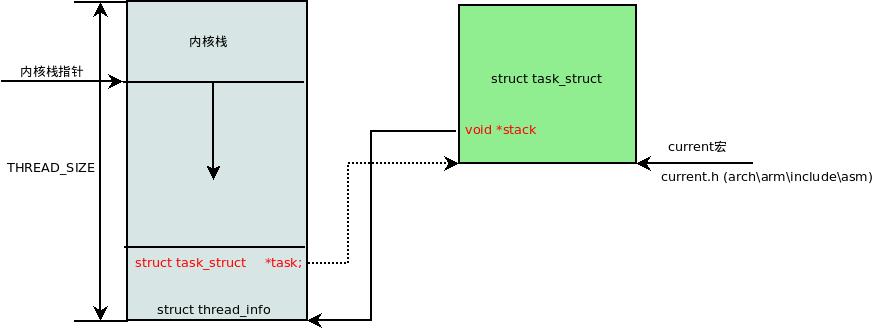 内核栈
内核栈指针
THREAD_SIZE
struct task_struct *task;
struct thread_info
struct task_struct
void *stack
current宏
current.h (arch\arm\include\asm)